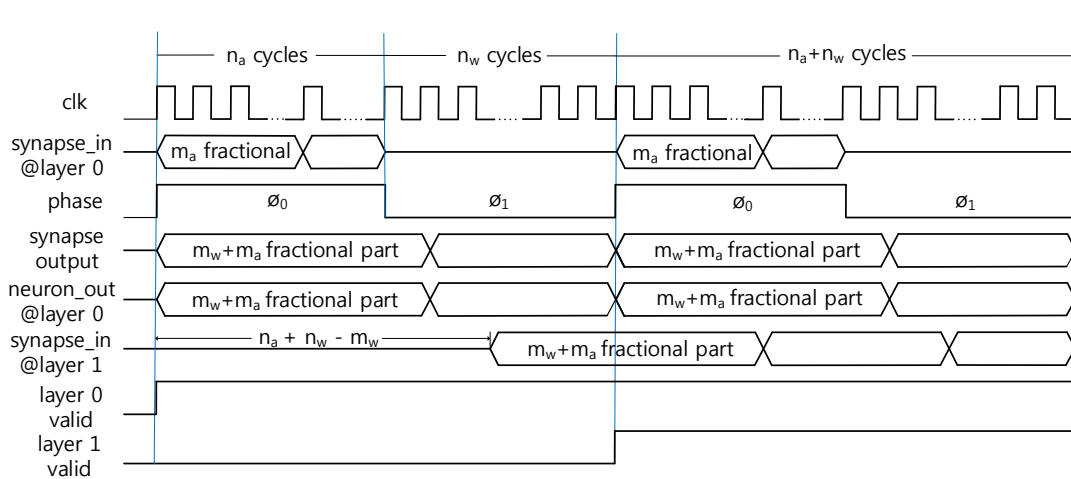 nₐ cycles n_w cycles nₐ+n_w cycles
clk
synapse_in
@layer 0
mₐ fractional mₐ fractional
phase
ø₀ ø₁ ø₀ ø₁
synapse
output
m_w+mₐ fractional part m_w+mₐ fractional part
neuron_out
@layer 0
m_w+mₐ fractional part m_w+mₐ fractional part
synapse_in
@layer 1
nₐ + n_w - m_w
m_w+mₐ fractional part
layer 0
valid
layer 1
valid